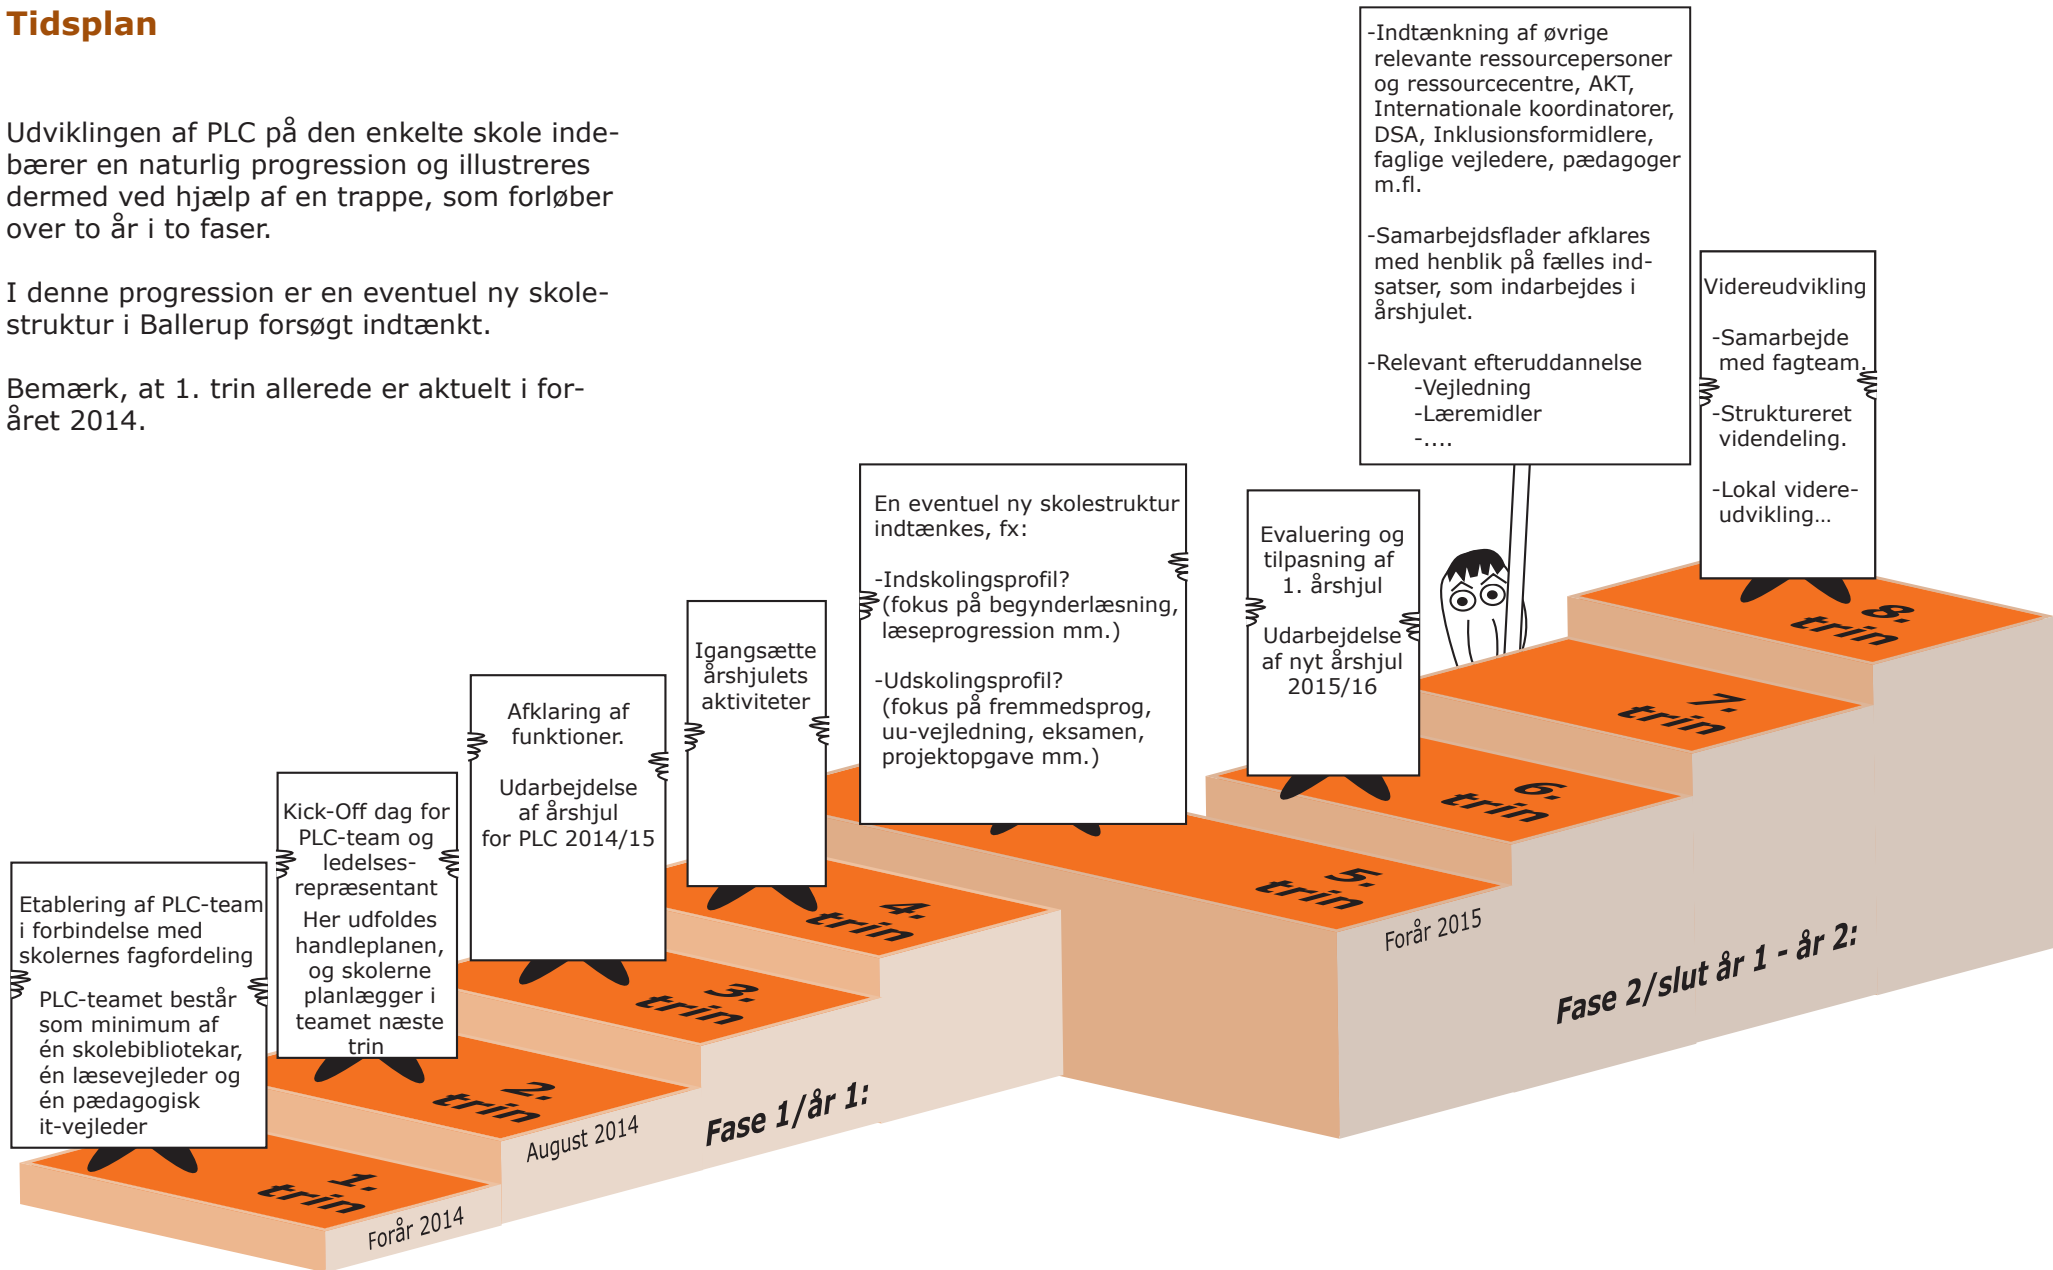 Tidsplan
Udviklingen af PLC på den enkelte skole inde-
bærer en naturlig progression og illustreres
dermed ved hjælp af en trappe, som forløber
over to år i to faser.
I denne progression er en eventuel ny skole-
struktur i Ballerup forsøgt indtænkt.
Bemærk, at 1. trin allerede er aktuelt i for-
året 2014.
Etablering af PLC-team
i forbindelse med
skolernes fagfordeling
PLC-teamet består
som minimum af
én skolebibliotekar,
én læsevejleder og
én pædagogisk
it-vejleder
1.
trin
Forår 2014
Kick-Off dag for
PLC-team og
ledelses-
repræsentant
Her udfoldes
handleplanen,
og skolerne
planlægger i
teamet næste
trin
2.
trin
August 2014
Afklaring af
funktioner.
Udarbejdelse
af årshjul
for PLC 2014/15
3.
trin
Igangsætte
årshjulets
aktiviteter
4.
trin
Fase 1/år 1:
En eventuel ny skolestruktur
indtænkes, fx:
-Indskolingsprofil?
(fokus på begynderlæsning,
læseprogression mm.)
-Udskolingsprofil?
(fokus på fremmedsprog,
uu-vejledning, eksamen,
projektopgave mm.)
5.
trin
Forår 2015
Evaluering og
tilpasning af
1. årshjul
Udarbejdelse
af nyt årshjul
2015/16
6.
trin
-Indtænkning af øvrige
relevante ressourcepersoner
og ressourcecentre, AKT,
Internationale koordinatorer,
DSA, Inklusionsformidlere,
faglige vejledere, pædagoger
m.fl.
-Samarbejdsflader afklares
med henblik på fælles ind-
satser, som indarbejdes i
årshjulet.
-Relevant efteruddannelse
-Vejledning
-Læremidler
-....
7.
trin
Videreudvikling
-Samarbejde
med fagteam.
-Struktureret
videndeling.
-Lokal videre-
udvikling…
8.
trin
Fase 2/slut år 1 - år 2: